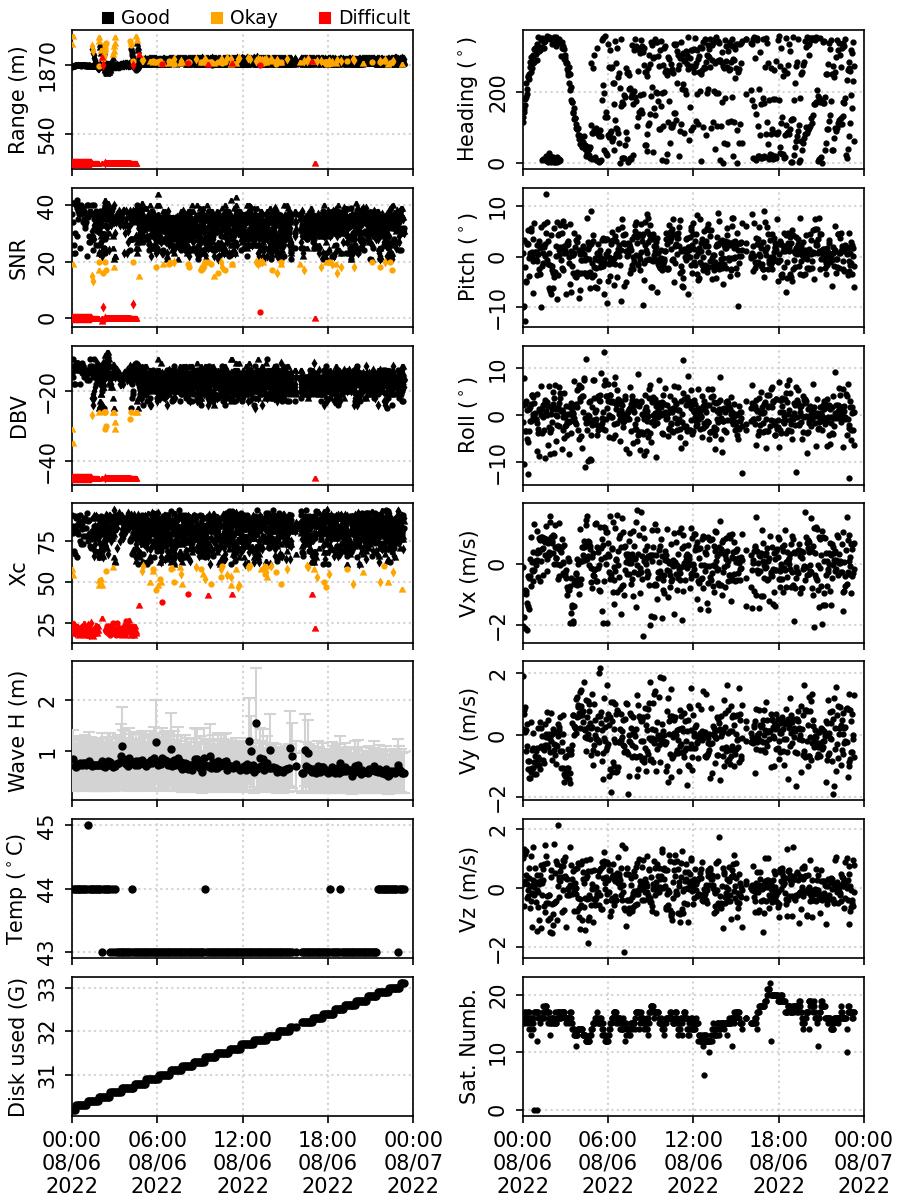 Good Okay Difficult
Range (m)
1870
540
Heading (°)
200
0
SNR
40
20
0
Pitch (°)
10
0
−10
DBV
−20
−40
Roll (°)
10
0
−10
Xc
75
50
25
Vx (m/s)
0
−2
Wave H (m)
2
1
Vy (m/s)
2
0
−2
Temp (°C)
45
44
43
Vz (m/s)
2
0
−2
Disk used (G)
33
32
31
Sat. Numb.
20
10
0
00:00 06:00 12:00 18:00 00:00
08/06 08/06 08/06 08/06 08/07
2022 2022 2022 2022 2022
00:00 06:00 12:00 18:00 00:00
08/06 08/06 08/06 08/06 08/07
2022 2022 2022 2022 2022